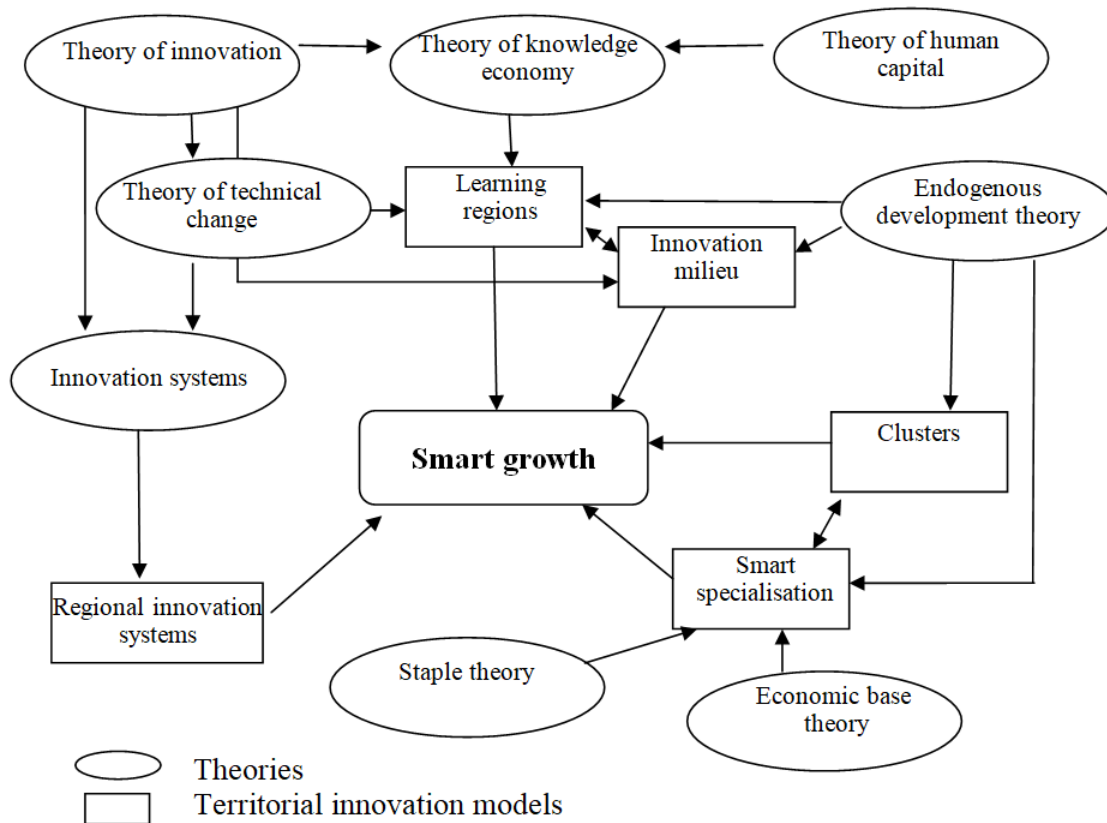 Theory of innovation
Theory of knowledge
economy
Theory of human
capital
Theory of technical
change
Learning
regions
Endogenous
development theory
Innovation
milieu
Innovation systems
Smart growth
Clusters
Smart
specialisation
Regional innovation
systems
Staple theory
Economic base
theory
Theories
Territorial innovation models